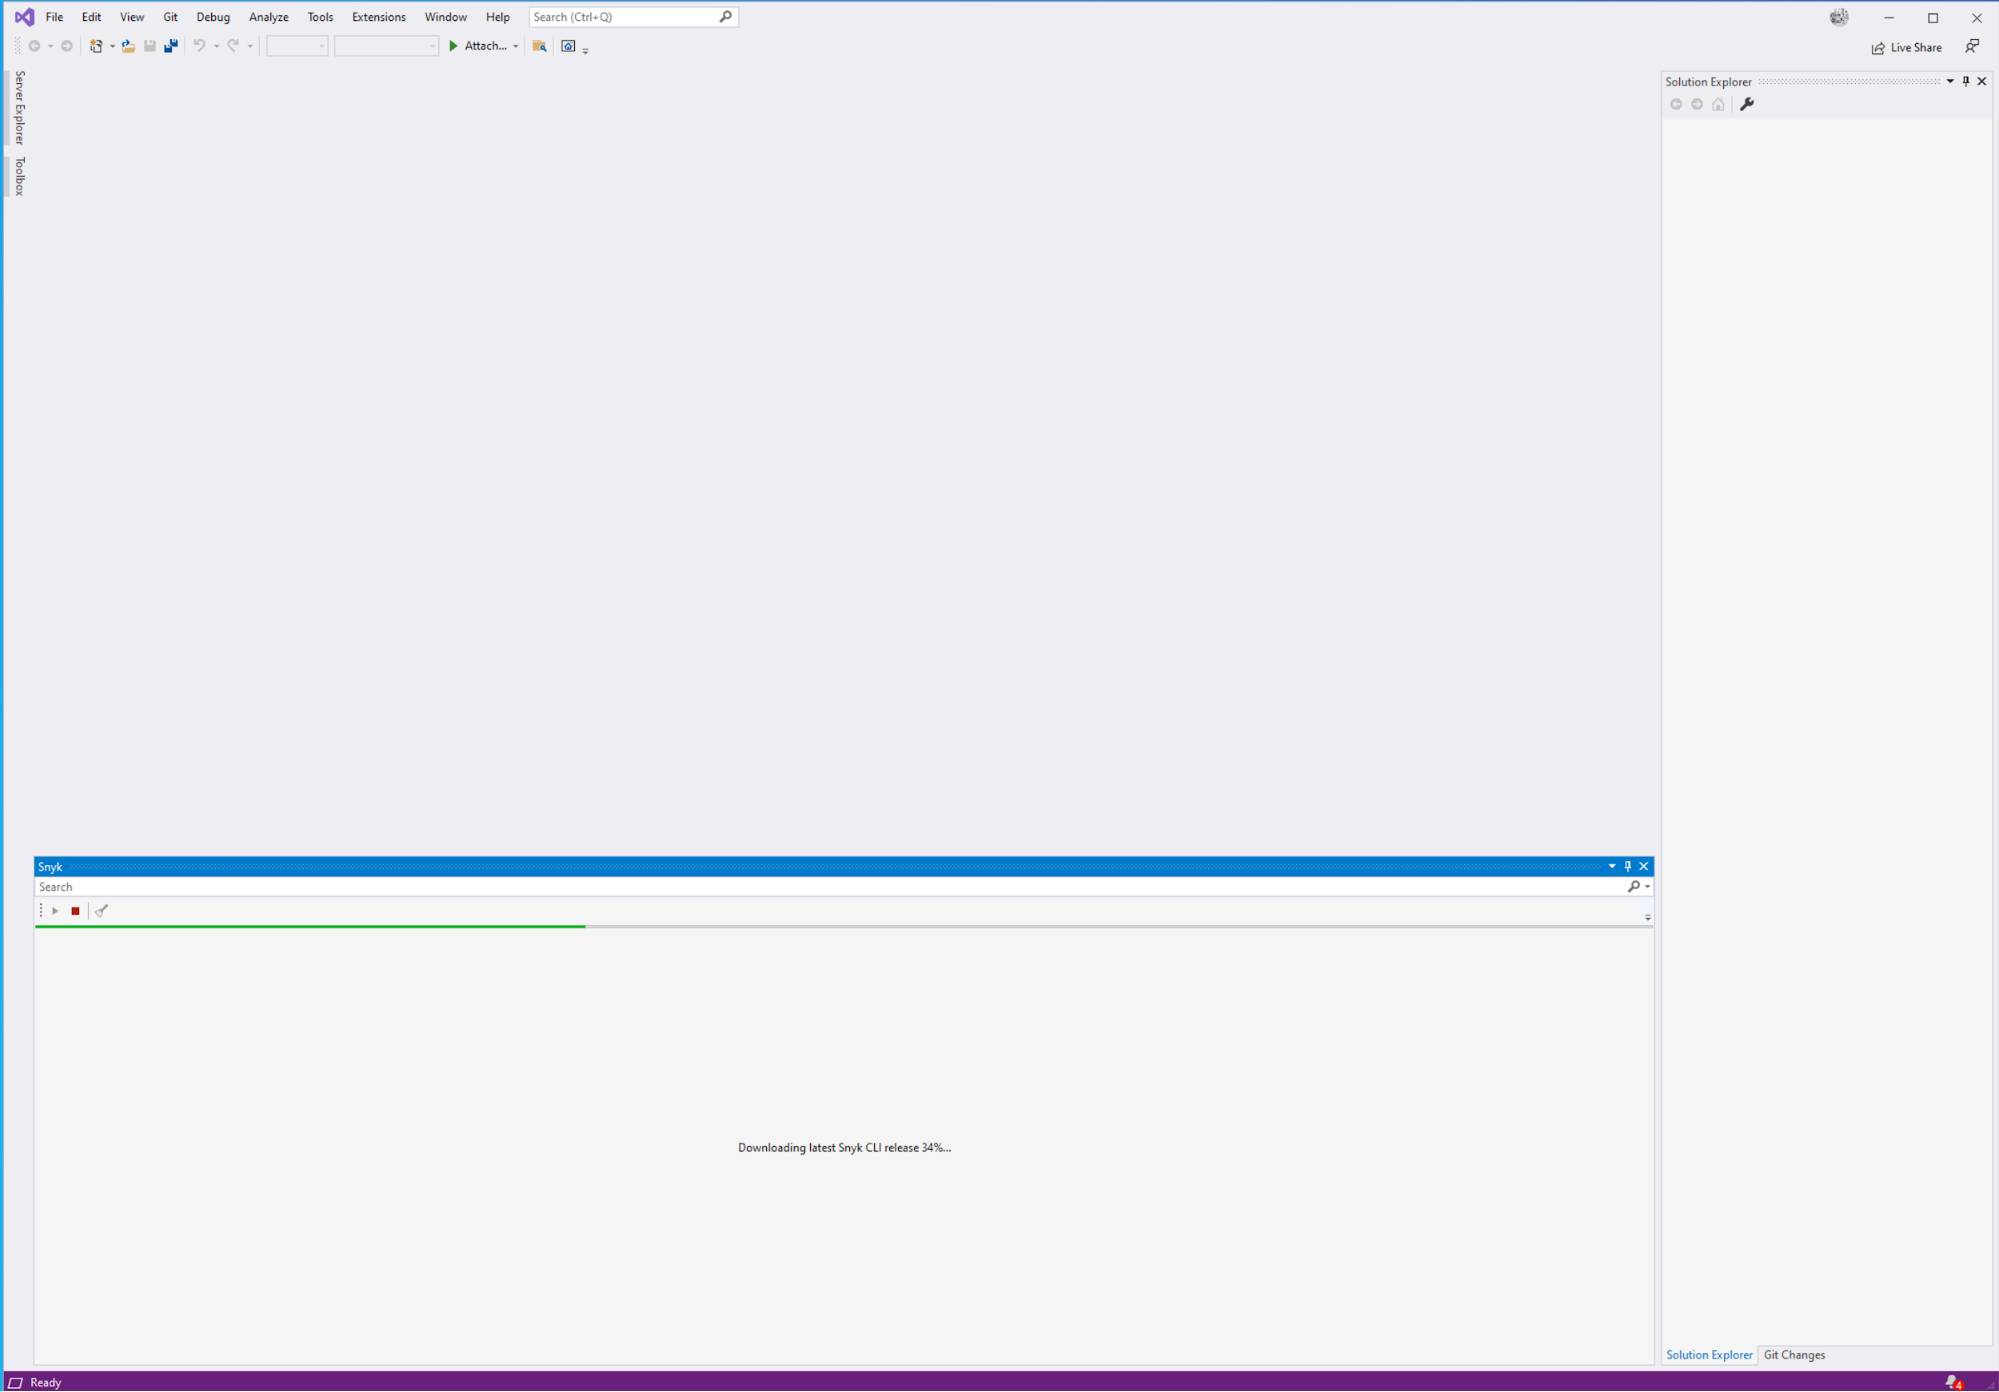 File Edit View Git Debug Analyze Tools Extensions Window Help Search (Ctrl+Q)
Attach... Live Share
Server Explorer
Toolbox
Solution Explorer
Snyk
Search
Downloading latest Snyk CLI release 34%...
Solution Explorer Git Changes
Ready 4